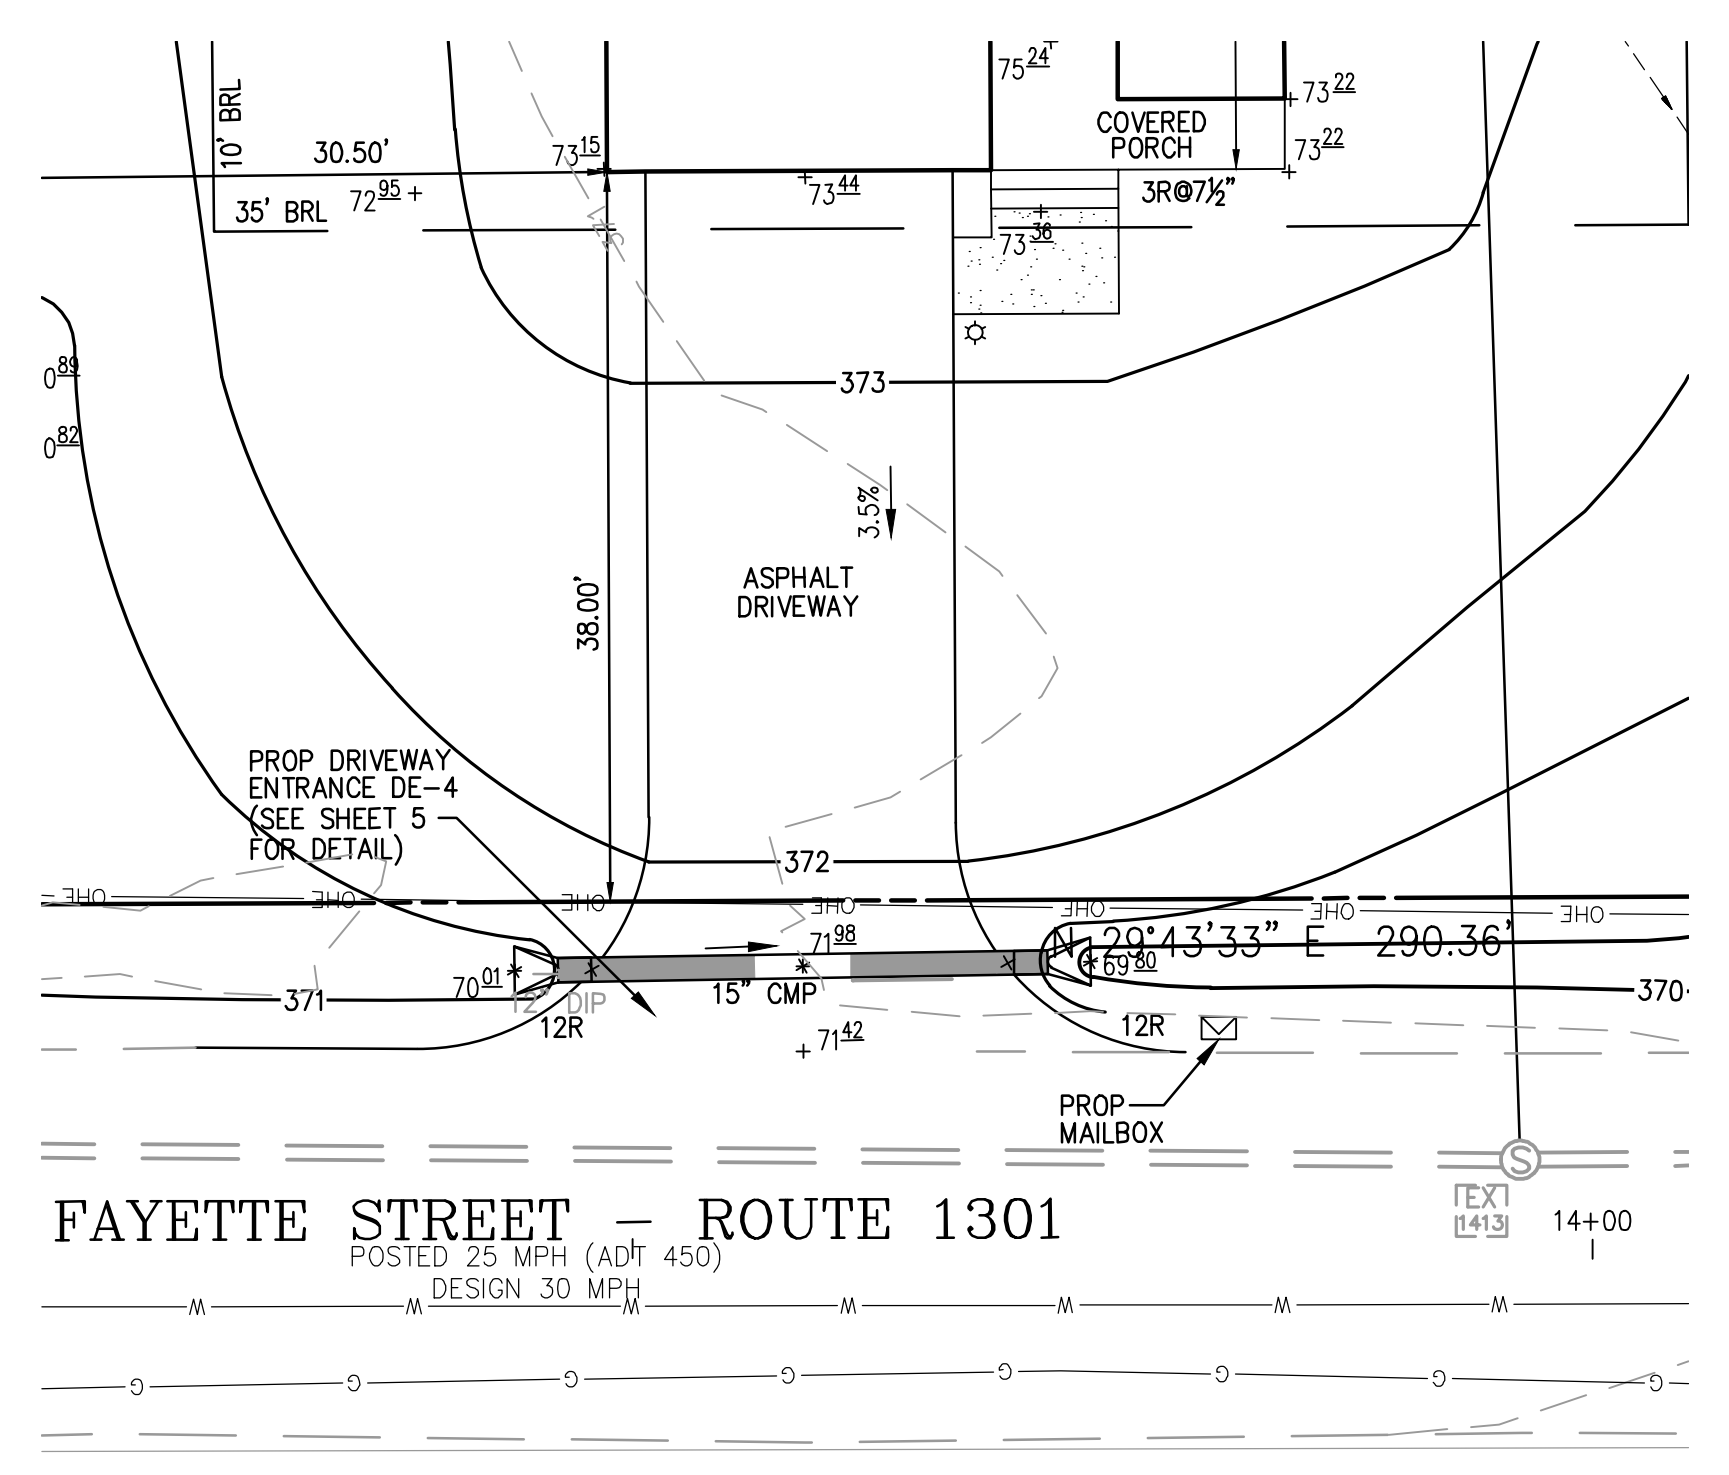 10' BRL
30.50'
73 15
72 95
35' BRL
73 44
75 24
COVERED
PORCH
73 22
73 22
3R@7½"
73 36
0 89
0 82
373
3.5%
ASPHALT
DRIVEWAY
38.00'
PROP DRIVEWAY
ENTRANCE DE-4
(SEE SHEET 5
FOR DETAIL)
372
OHE OHE OHE OHE OHE OHE OHE
N 29°43'33" E 290.36'
71 98
70 01
69 80
371
12" DIP
15" CMP
370
12R
12R
71 42
PROP
MAILBOX
S
FAYETTE STREET - ROUTE 1301
EX
1413
14+00
POSTED 25 MPH (ADT 450)
DESIGN 30 MPH
W W W W W W W
G G G G G G G G